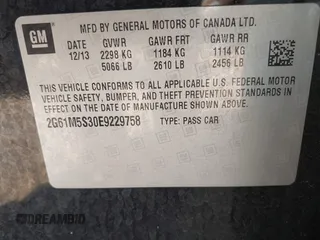 GM
MFD BY GENERAL MOTORS OF CANADA LTD.
DATE GVWR GAWR FRT GAWR RR
12/13 2298 KG 1184 KG 1114 KG
5066 LB 2610 LB 2456 LB
THIS VEHICLE CONFORMS TO ALL APPLICABLE U.S. FEDERAL MOTOR
VEHICLE SAFETY, BUMPER, AND THEFT PREVENTION STANDARDS IN
EFFECT ON THE DATE OF MANUFACTURE SHOWN ABOVE.
2G61M5S30E9229758 TYPE: PASS CAR
DREAMBID